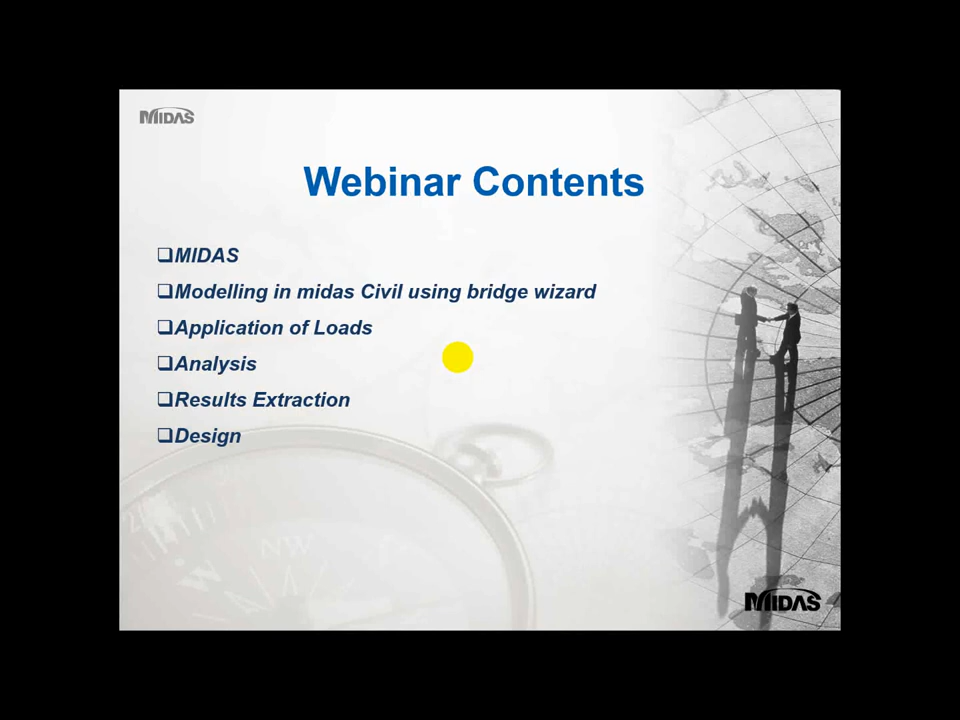 MIDAS
Webinar Contents
❑MIDAS
❑Modelling in midas Civil using bridge wizard
❑Application of Loads
❑Analysis
❑Results Extraction
❑Design
NW
W
MIDAS